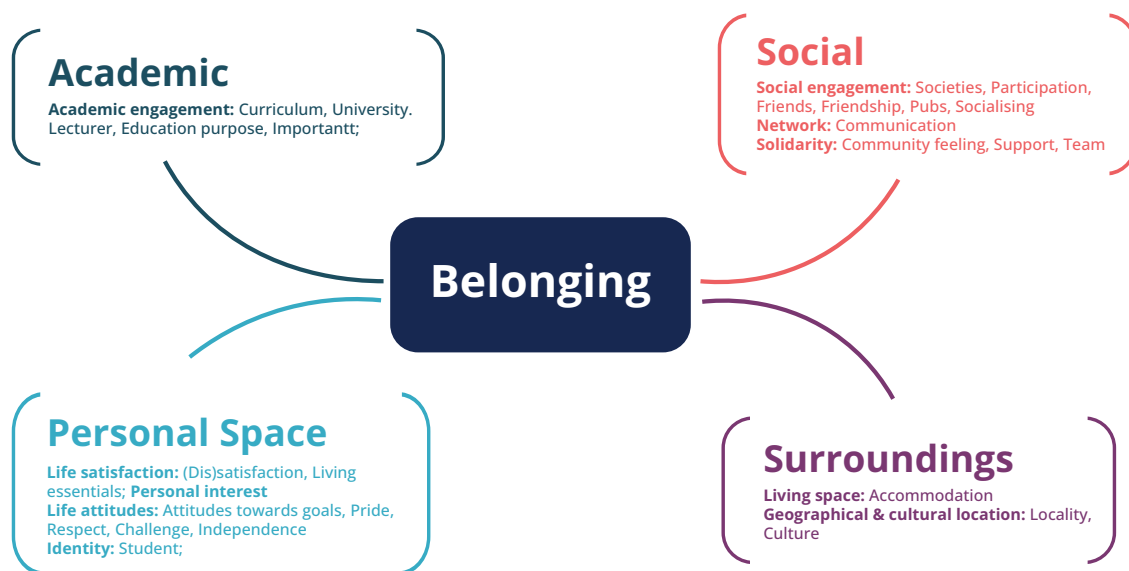 Academic
Academic engagement: Curriculum, University.
Lecturer, Education purpose, Importantt;
Social
Social engagement: Societies, Participation,
Friends, Friendship, Pubs, Socialising
Network: Communication
Solidarity: Community feeling, Support, Team
Belonging
Personal Space
Life satisfaction: (Dis)satisfaction, Living
essentials; Personal interest
Life attitudes: Attitudes towards goals, Pride,
Respect, Challenge, Independence
Identity: Student;
Surroundings
Living space: Accommodation
Geographical & cultural location: Locality,
Culture